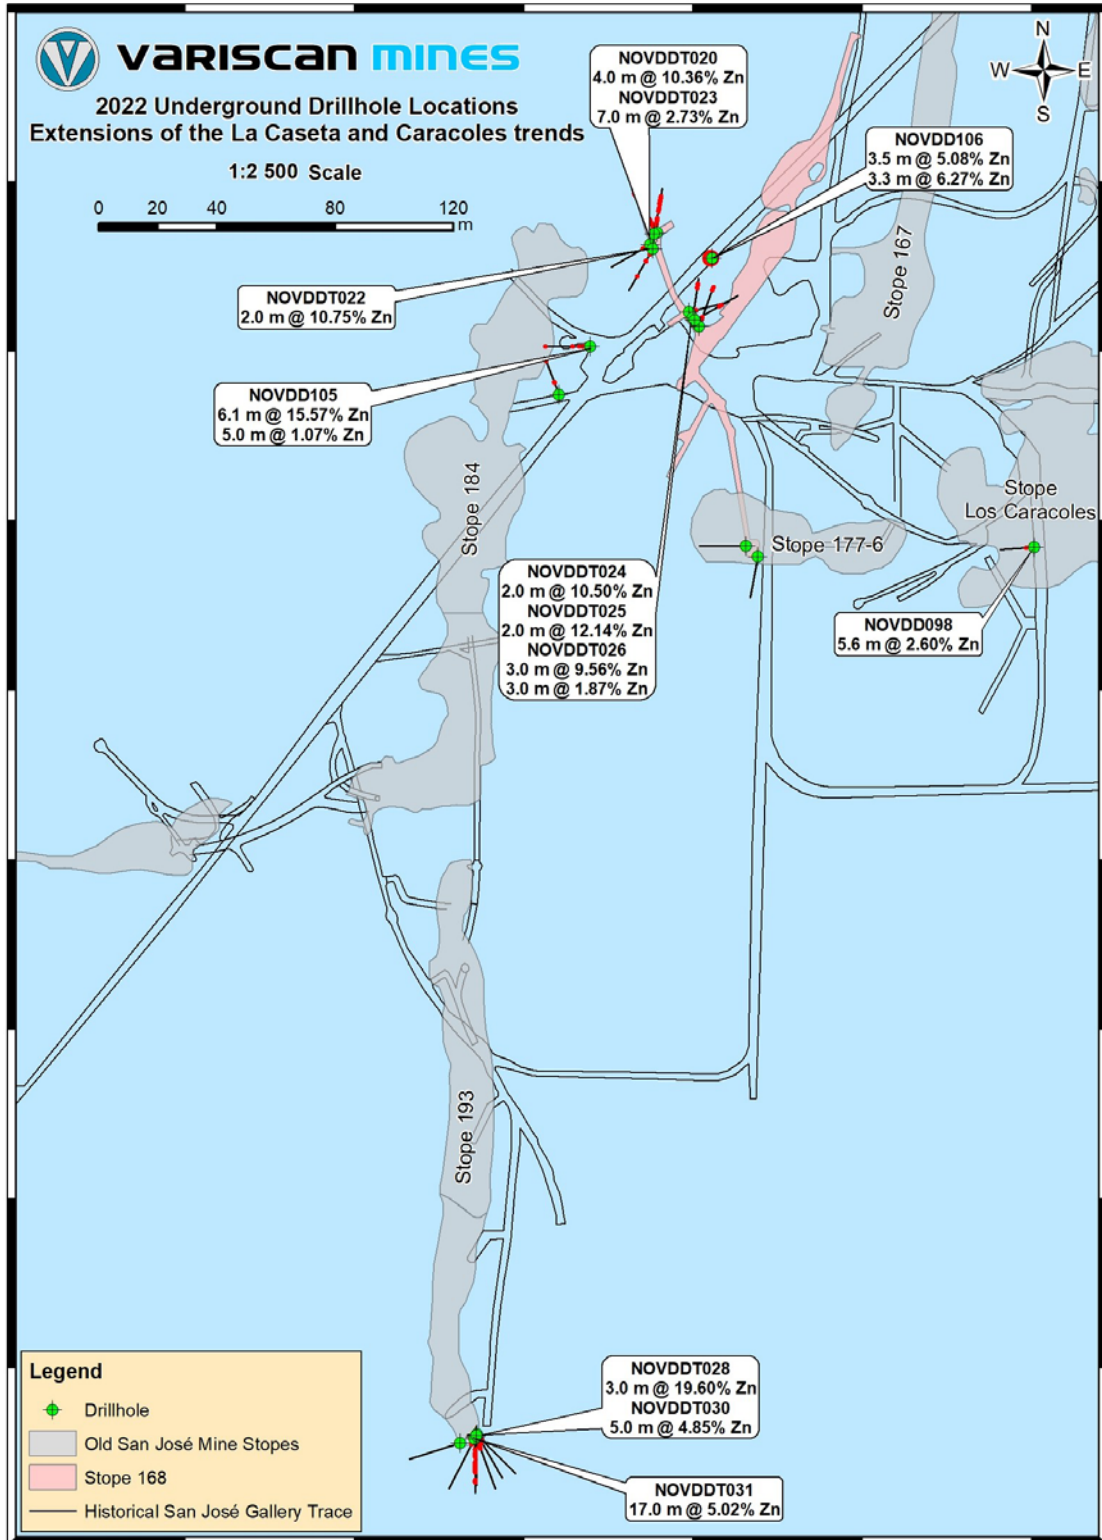 VARISCAN MINES
2022 Underground Drillhole Locations
Extensions of the La Caseta and Caracoles trends
1:2 500 Scale
0 20 40 80 120
m
N
W E
S
NOVDDT020
4.0 m @ 10.36% Zn
NOVDDT023
7.0 m @ 2.73% Zn
NOVDD106
3.5 m @ 5.08% Zn
3.3 m @ 6.27% Zn
Stope 167
NOVDDT022
2.0 m @ 10.75% Zn
NOVDD105
6.1 m @ 15.57% Zn
5.0 m @ 1.07% Zn
Stope 184
Stope
Los Caracoles
Stope 177-6
NOVDDT024
2.0 m @ 10.50% Zn
NOVDDT025
2.0 m @ 12.14% Zn
NOVDDT026
3.0 m @ 9.56% Zn
3.0 m @ 1.87% Zn
NOVDD098
5.6 m @ 2.60% Zn
Stope 193
NOVDDT028
3.0 m @ 19.60% Zn
NOVDDT030
5.0 m @ 4.85% Zn
NOVDDT031
17.0 m @ 5.02% Zn
Legend
Drillhole
Old San José Mine Stopes
Stope 168
Historical San José Gallery Trace